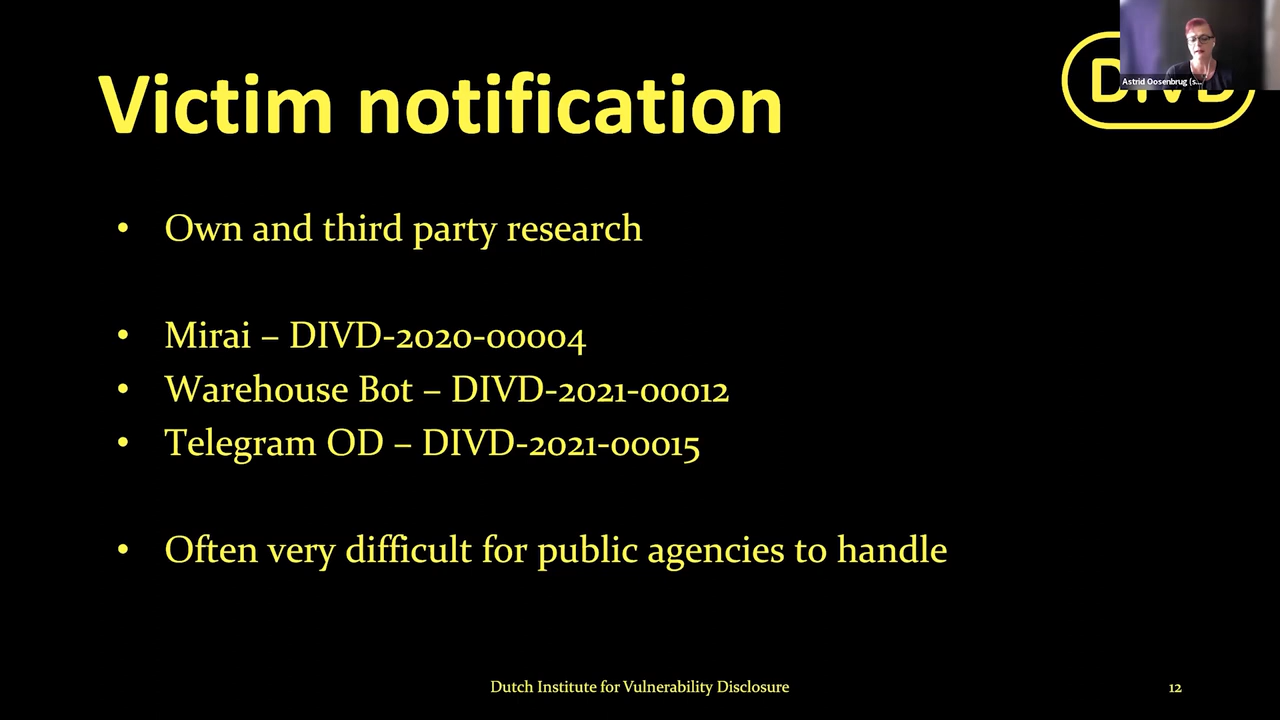 Victim notification
DIVD
Astrid Oosenbrug (s...
• Own and third party research
• Mirai – DIVD-2020-00004
• Warehouse Bot – DIVD-2021-00012
• Telegram OD – DIVD-2021-00015
• Often very difficult for public agencies to handle
Dutch Institute for Vulnerability Disclosure
12